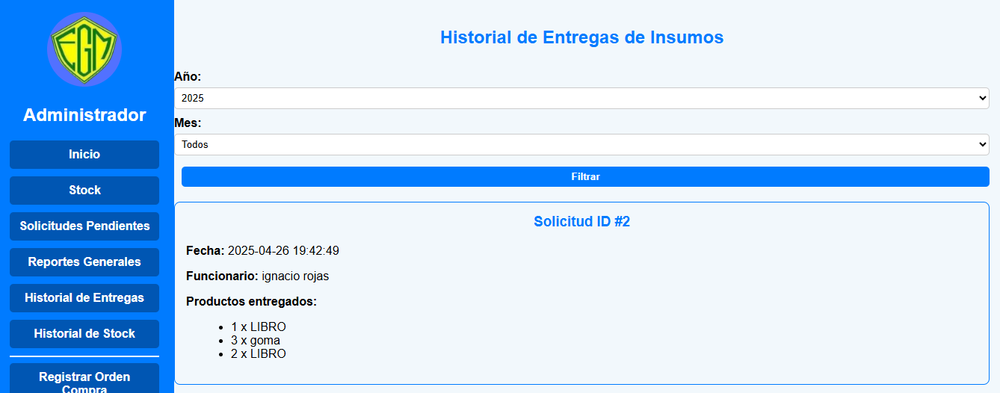 EGM
Administrador
Inicio
Stock
Solicitudes Pendientes
Reportes Generales
Historial de Entregas
Historial de Stock
Registrar Orden
Compra
Historial de Entregas de Insumos
Año:
2025
Mes:
Todos
Filtrar
Solicitud ID #2
Fecha: 2025-04-26 19:42:49
Funcionario: ignacio rojas
Productos entregados:
• 1 x LIBRO
• 3 x goma
• 2 x LIBRO